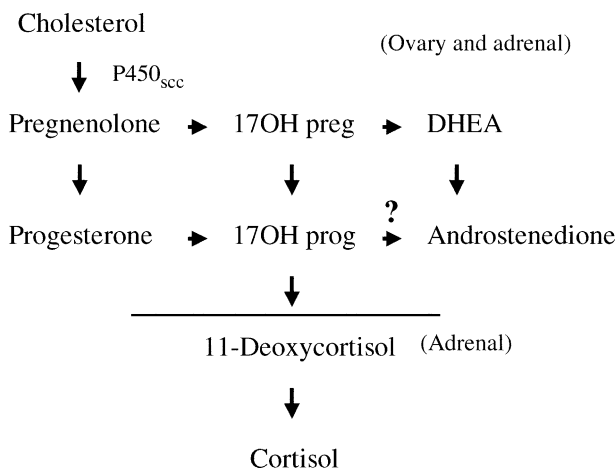 Cholesterol
(Ovary and adrenal)
P450scc
Pregnenolone 17OH preg DHEA
?
Progesterone 17OH prog Androstenedione
11-Deoxycortisol (Adrenal)
Cortisol